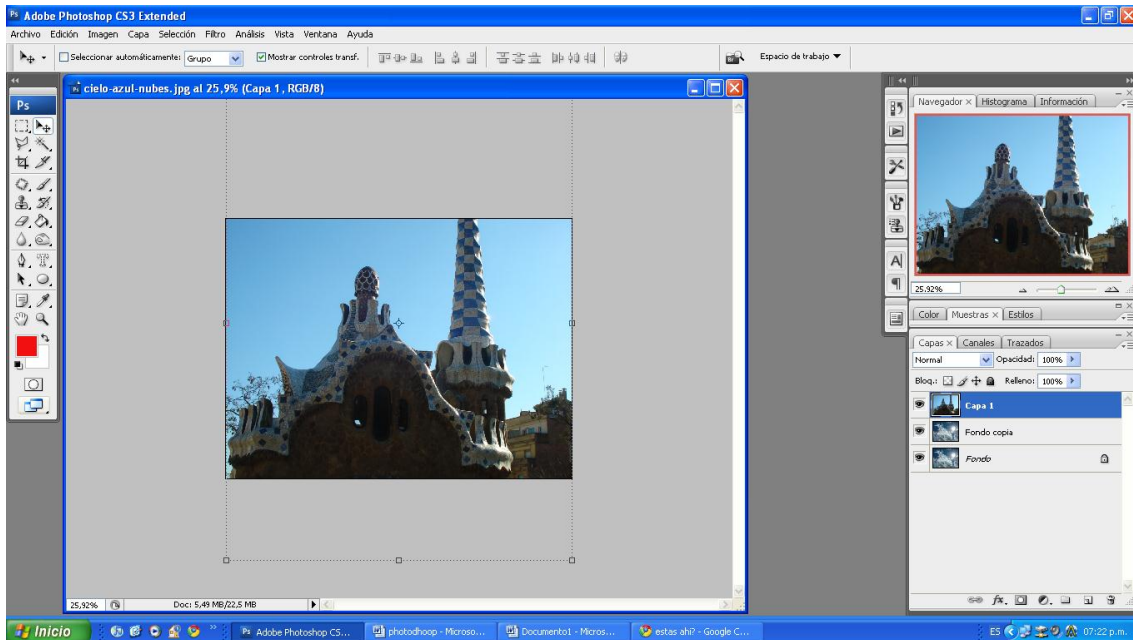 Ps Adobe Photoshop CS3 Extended
Archivo Edición Imagen Capa Selección Filtro Análisis Vista Ventana Ayuda
Seleccionar automáticamente: Grupo Mostrar controles transf. Espacio de trabajo
cielo-azul-nubes.jpg al 25,9% (Capa 1, RGB/8)
Ps
Navegador × Histograma Información
25.92%
Color Muestras × Estilos
Capas × Canales Trazados
Normal Opacidad: 100%
Bloq.: Relleno: 100%
Capa 1
Fondo copia
Fondo
25,92% Doc: 5,49 MB/22,5 MB
Inicio Ps Adobe Photoshop CS... photodhoop - Microso... Documento1 - Micros... estas ahi? - Google C... ES 07:22 p.m.